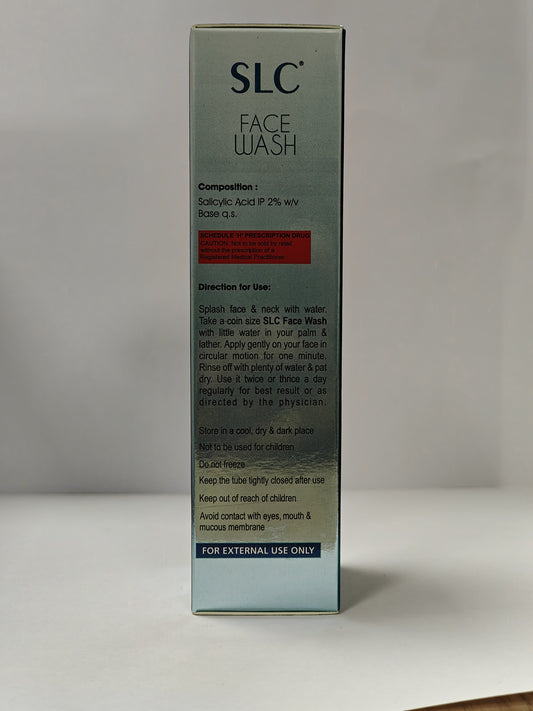 SLC®
FACE
WASH
Composition :
Salicylic Acid IP 2% w/v
Base q.s.
SCHEDULE 'H' PRESCRIPTION DRUG
CAUTION: Not to be sold by retail
without the prescription of a
Registered Medical Practitioner
Direction for Use:
Splash face & neck with water.
Take a coin size SLC Face Wash
with little water in your palm &
lather. Apply gently on your face in
circular motion for one minute.
Rinse off with plenty of water & pat
dry. Use it twice or thrice a day
regularly for best result or as
directed by the physician.
Store in a cool, dry & dark place
Not to be used for children
Do not freeze
Keep the tube tightly closed after use
Keep out of reach of children.
Avoid contact with eyes, mouth &
mucous membrane
FOR EXTERNAL USE ONLY